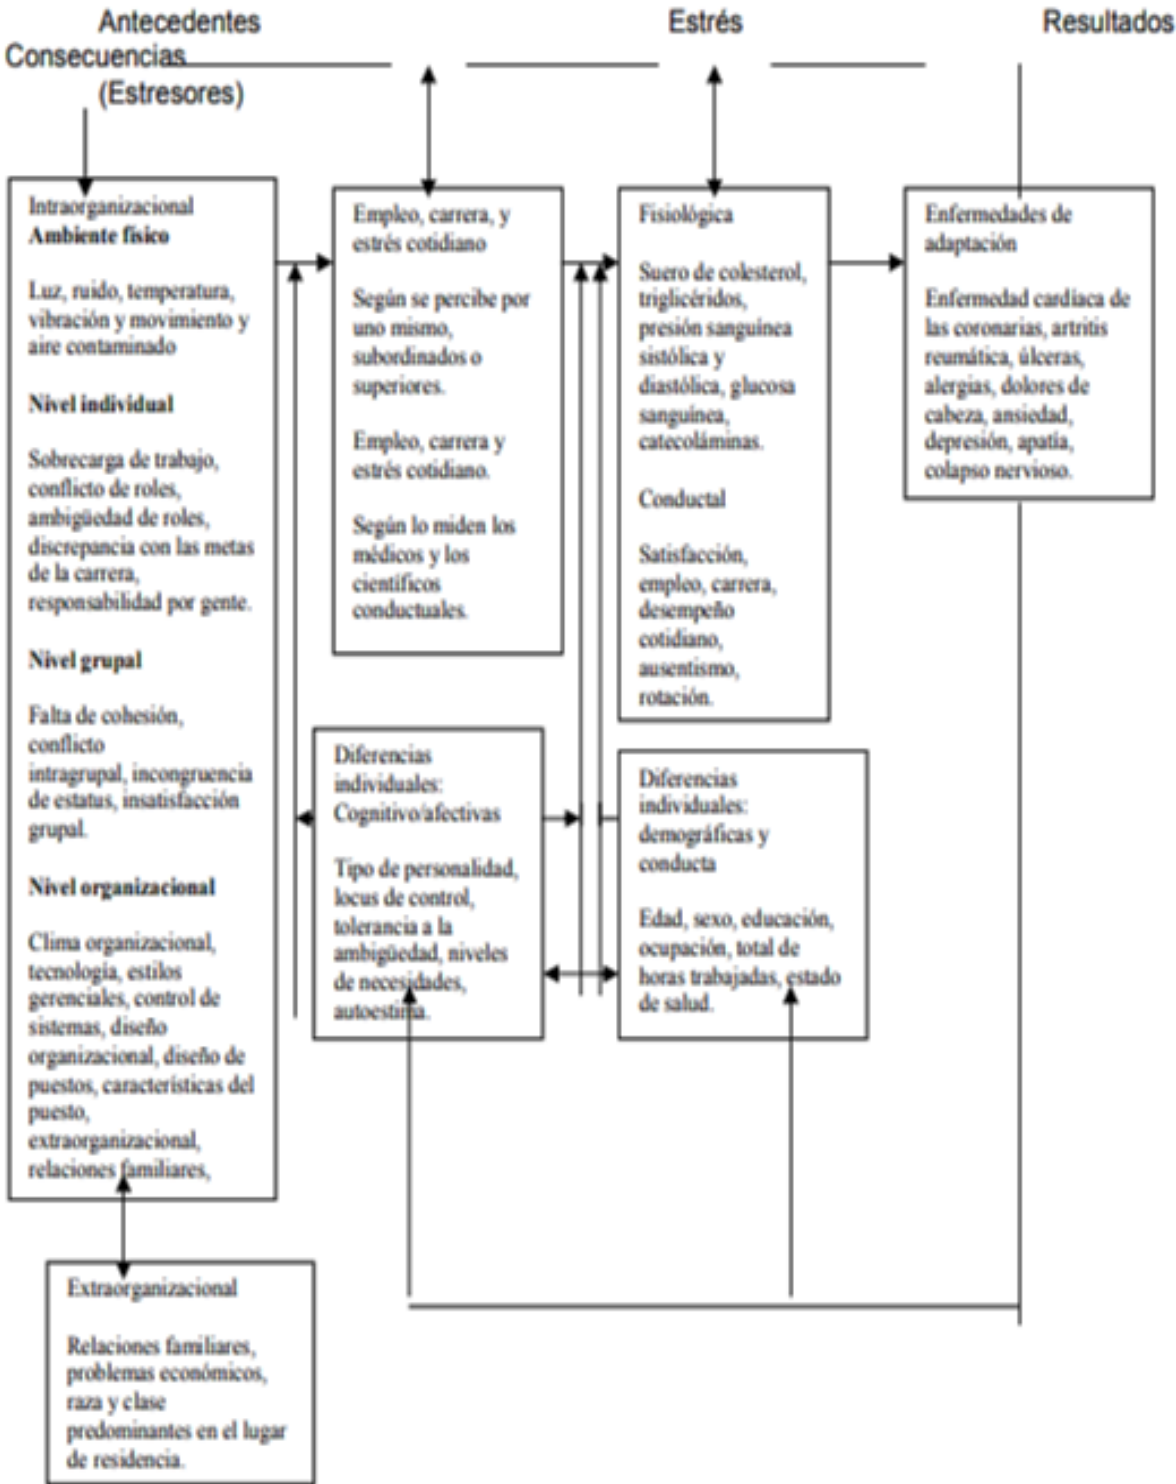 Antecedentes Estrés Resultados
Consecuencias
(Estresores)
Intraorganizacional
Ambiente físico
Luz, ruido, temperatura,
vibración y movimiento y
aire contaminado
Nivel individual
Sobrecarga de trabajo,
conflicto de roles,
ambigüedad de roles,
discrepancia con las metas
de la carrera,
responsabilidad por gente.
Nivel grupal
Falta de cohesión,
conflicto
intragrupal, incongruencia
de estatus, insatisfacción
grupal.
Nivel organizacional
Clima organizacional,
tecnología, estilos
gerenciales, control de
sistemas, diseño
organizacional, diseño de
puestos, características del
puesto,
extraorganizacional,
relaciones familiares,
Extraorganizacional
Relaciones familiares,
problemas económicos,
raza y clase
predominantes en el lugar
de residencia.
Empleo, carrera, y
estrés cotidiano
Según se percibe por
uno mismo,
subordinados o
superiores.
Empleo, carrera y
estrés cotidiano.
Según lo miden los
médicos y los
científicos
conductuales.
Diferencias
individuales:
Cognitivo/afectivas
Tipo de personalidad,
locus de control,
tolerancia a la
ambigüedad, niveles
de necesidades,
autoestima.
Fisiológica
Suero de colesterol,
triglicéridos,
presión sanguínea
sistólica y
diastólica, glucosa
sanguínea,
catecoláminas.
Conductal
Satisfacción,
empleo, carrera,
desempeño
cotidiano,
ausentismo,
rotación.
Diferencias
individuales:
demográficas y
conducta
Edad, sexo, educación,
ocupación, total de
horas trabajadas, estado
de salud.
Enfermedades de
adaptación
Enfermedad cardíaca de
las coronarias, artritis
reumática, úlceras,
alergias, dolores de
cabeza, ansiedad,
depresión, apatía,
colapso nervioso.